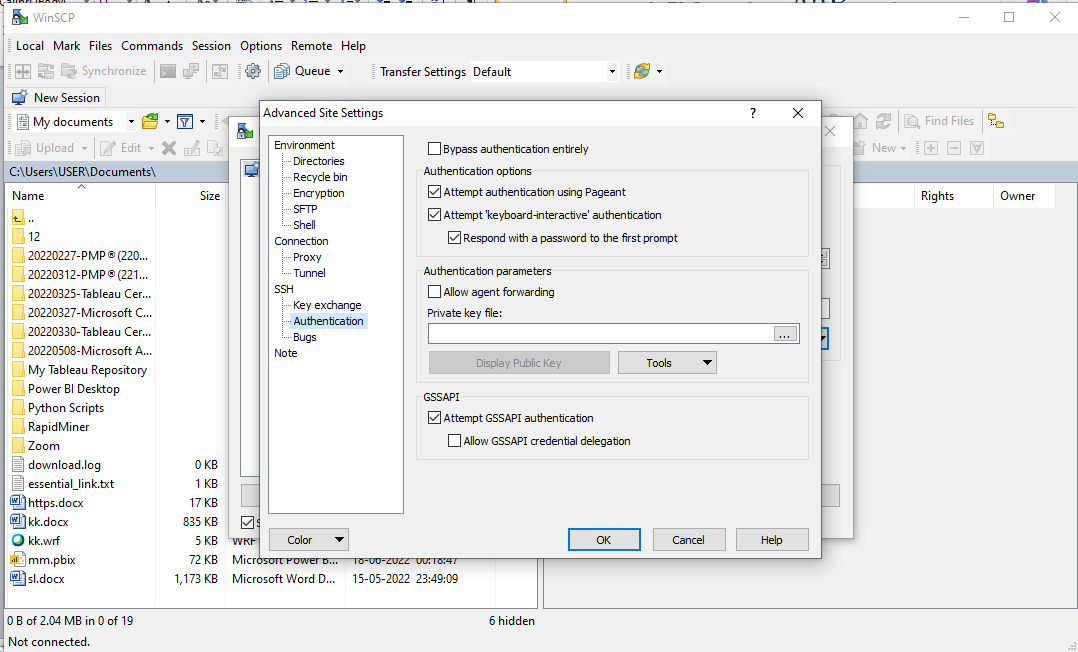 WinSCP
Local Mark Files Commands Session Options Remote Help
Synchronize Queue Transfer Settings Default
New Session
My documents Find Files
Upload Edit New
C:\Users\USER\Documents\
Name Size Rights Owner
..
12
20220227-PMP®(220...
20220312-PMP®(221...
20220325-Tableau Cer...
20220327-Microsoft C...
20220330-Tableau Cer...
20220508-Microsoft A...
My Tableau Repository
Power BI Desktop
Python Scripts
RapidMiner
Zoom
download.log 0 KB
essential_link.txt 1 KB
https.docx 17 KB
kk.docx 835 KB
kk.wrf 5 KB WRF
mm.pbix 72 KB Microsoft Power B... 18-06-2022 00:18:47
sl.docx 1,173 KB Microsoft Word D... 15-05-2022 23:49:09
0 B of 2.04 MB in 0 of 19 6 hidden
Not connected.
Advanced Site Settings ?
Environment
Directories
Recycle bin
Encryption
SFTP
Shell
Connection
Proxy
Tunnel
SSH
Key exchange
Authentication
Bugs
Note
Bypass authentication entirely
Authentication options
Attempt authentication using Pageant
Attempt 'keyboard-interactive' authentication
Respond with a password to the first prompt
Authentication parameters
Allow agent forwarding
Private key file:
...
Display Public Key Tools
GSSAPI
Attempt GSSAPI authentication
Allow GSSAPI credential delegation
Color OK Cancel Help